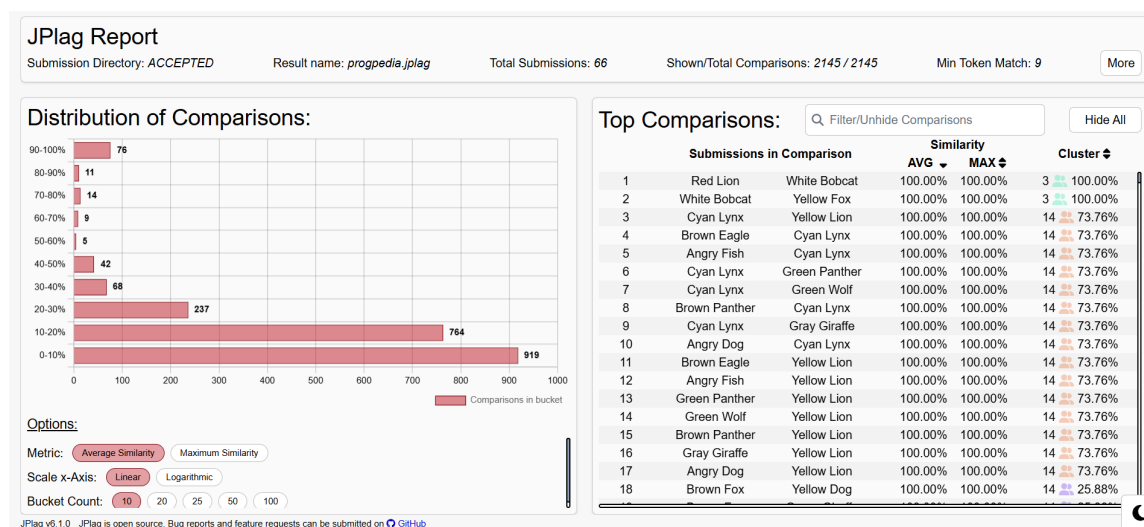 JPlag Report
Submission Directory: ACCEPTED Result name: progpedia.jplag Total Submissions: 66 Shown/Total Comparisons: 2145 / 2145 Min Token Match: 9 More
Distribution of Comparisons:
90-100% 76
80-90% 11
70-80% 14
60-70% 9
50-60% 5
40-50% 42
30-40% 68
20-30% 237
10-20% 764
0-10% 919
0 100 200 300 400 500 600 700 800 900 1000
Comparisons in bucket
Options:
Metric: Average Similarity Maximum Similarity
Scale x-Axis: Linear Logarithmic
Bucket Count: 10 20 25 50 100
Top Comparisons: Filter/Unhide Comparisons Hide All
Submissions in Comparison Similarity Cluster
AVG MAX
1 Red Lion White Bobcat 100.00% 100.00% 3 100.00%
2 White Bobcat Yellow Fox 100.00% 100.00% 3 100.00%
3 Cyan Lynx Yellow Lion 100.00% 100.00% 14 73.76%
4 Brown Eagle Cyan Lynx 100.00% 100.00% 14 73.76%
5 Angry Fish Cyan Lynx 100.00% 100.00% 14 73.76%
6 Cyan Lynx Green Panther 100.00% 100.00% 14 73.76%
7 Cyan Lynx Green Wolf 100.00% 100.00% 14 73.76%
8 Brown Panther Cyan Lynx 100.00% 100.00% 14 73.76%
9 Cyan Lynx Gray Giraffe 100.00% 100.00% 14 73.76%
10 Angry Dog Cyan Lynx 100.00% 100.00% 14 73.76%
11 Brown Eagle Yellow Lion 100.00% 100.00% 14 73.76%
12 Angry Fish Yellow Lion 100.00% 100.00% 14 73.76%
13 Green Panther Yellow Lion 100.00% 100.00% 14 73.76%
14 Green Wolf Yellow Lion 100.00% 100.00% 14 73.76%
15 Brown Panther Yellow Lion 100.00% 100.00% 14 73.76%
16 Gray Giraffe Yellow Lion 100.00% 100.00% 14 73.76%
17 Angry Dog Yellow Lion 100.00% 100.00% 14 73.76%
18 Brown Fox Yellow Dog 100.00% 100.00% 14 25.88%
JPlag v6.1.0 JPlag is open source. Bug reports and feature requests can be submitted on GitHub